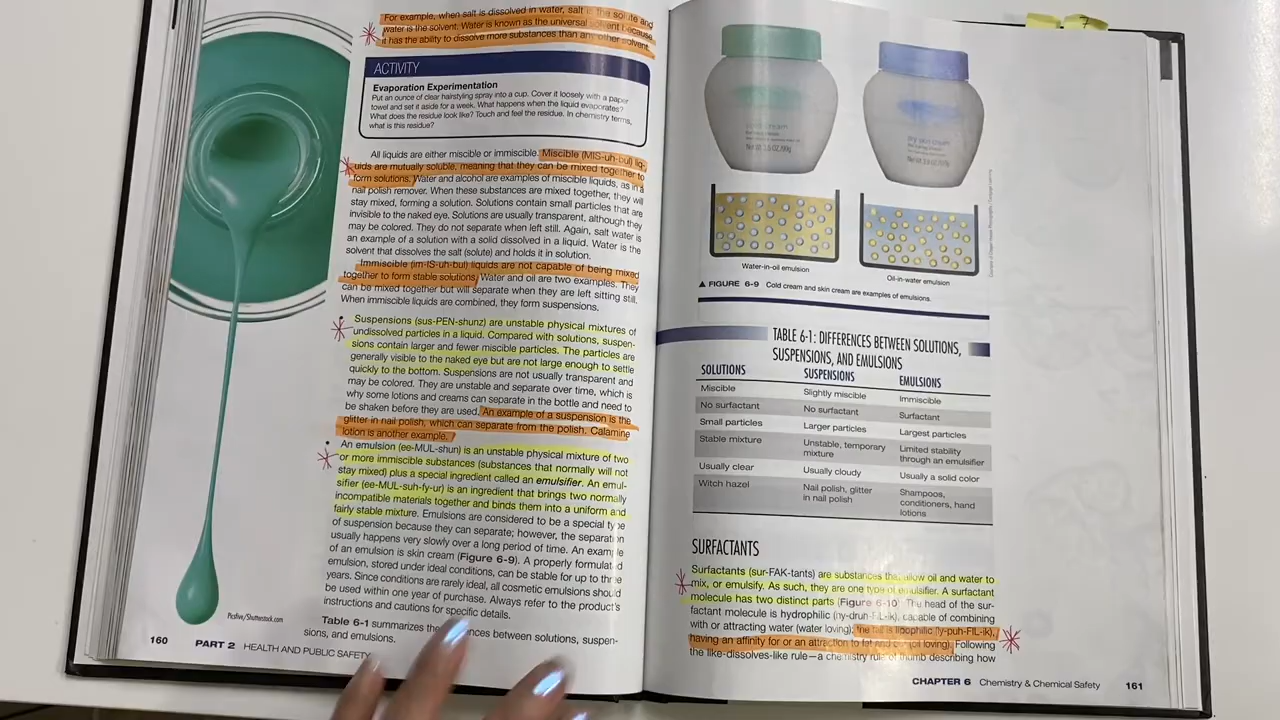 For example, when salt is dissolved in water, salt is the solute and
water is the solvent. Water is known as the universal solvent because
it has the ability to dissolve more substances than any other solvent.
ACTIVITY
Evaporation Experimentation
Put an ounce of clear hairstyling spray into a cup. Cover it loosely with a paper
towel and set it aside for a week. What happens when the liquid evaporates?
What does the residue look like? Touch and feel the residue. In chemistry terms,
what is this residue?
All liquids are either miscible or immiscible. Miscible (MIS-uh-bul) liq-
uids are mutually soluble, meaning that they can be mixed together to
form solutions. Water and alcohol are examples of miscible liquids, as in a
nail polish remover. When these substances are mixed together, they will
stay mixed, forming a solution. Solutions contain small particles that are
invisible to the naked eye. Solutions are usually transparent, although they
may be colored. They do not separate when left still. Again, salt water is
an example of a solution with a solid dissolved in a liquid. Water is the
solvent that dissolves the salt (solute) and holds it in solution.
Immiscible (im-IS-uh-bul) liquids are not capable of being mixed
together to form stable solutions. Water and oil are two examples. They
can be mixed together but will separate when they are left sitting still.
When immiscible liquids are combined, they form suspensions.
• Suspensions (sus-PEN-shunz) are unstable physical mixtures of
undissolved particles in a liquid. Compared with solutions, suspen-
sions contain larger and fewer miscible particles. The particles are
generally visible to the naked eye but are not large enough to settle
quickly to the bottom. Suspensions are not usually transparent and
may be colored. They are unstable and separate over time, which is
why some lotions and creams can separate in the bottle and need to
be shaken before they are used. An example of a suspension is the
glitter in nail polish, which can separate from the polish. Calamine
lotion is another example.
• An emulsion (ee-MUL-shun) is an unstable physical mixture of two
or more immiscible substances (substances that normally will not
stay mixed) plus a special ingredient called an emulsifier. An emul-
sifier (ee-MUL-suh-fy-ur) is an ingredient that brings two normally
incompatible materials together and binds them into a uniform and
fairly stable mixture. Emulsions are considered to be a special type
of suspension because they can separate; however, the separation
usually happens very slowly over a long period of time. An example
of an emulsion is skin cream (Figure 6-9). A properly formulated
emulsion, stored under ideal conditions, can be stable for up to three
years. Since conditions are rarely ideal, all cosmetic emulsions should
be used within one year of purchase. Always refer to the product's
instructions and cautions for specific details.
Table 6-1 summarizes the between solutions, suspen-
sions, and emulsions.
Picsfive/Shutterstock.com
160 PART 2 HEALTH AND PUBLIC SAFETY
7
cream
dry skin cream
Water-in-oil emulsion
Oil-in-water emulsion
▲ FIGURE 6-9 Cold cream and skin cream are examples of emulsions.
TABLE 6-1: DIFFERENCES BETWEEN SOLUTIONS,
SUSPENSIONS, AND EMULSIONS
SOLUTIONS SUSPENSIONS EMULSIONS
Miscible Slightly miscible Immiscible
No surfactant No surfactant Surfactant
Small particles Larger particles Largest particles
Stable mixture Unstable, temporary Limited stability
mixture through an emulsifier
Usually clear Usually cloudy Usually a solid color
Witch hazel Nail polish, glitter Shampoos,
in nail polish conditioners, hand
lotions
SURFACTANTS
Surfactants (sur-FAK-tants) are substances that allow oil and water to
mix, or emulsify. As such, they are one type of emulsifier. A surfactant
molecule has two distinct parts (Figure 6-10). The head of the sur-
factant molecule is hydrophilic (hy-druh-FIL-ik), capable of combining
with or attracting water (water loving); the tail is lipophilic (ly-puh-FIL-ik),
having an affinity for or an attraction to fat and oil (oil loving). Following
the like-dissolves-like rule—a chemistry rule of thumb describing how
CHAPTER 6 Chemistry & Chemical Safety 161